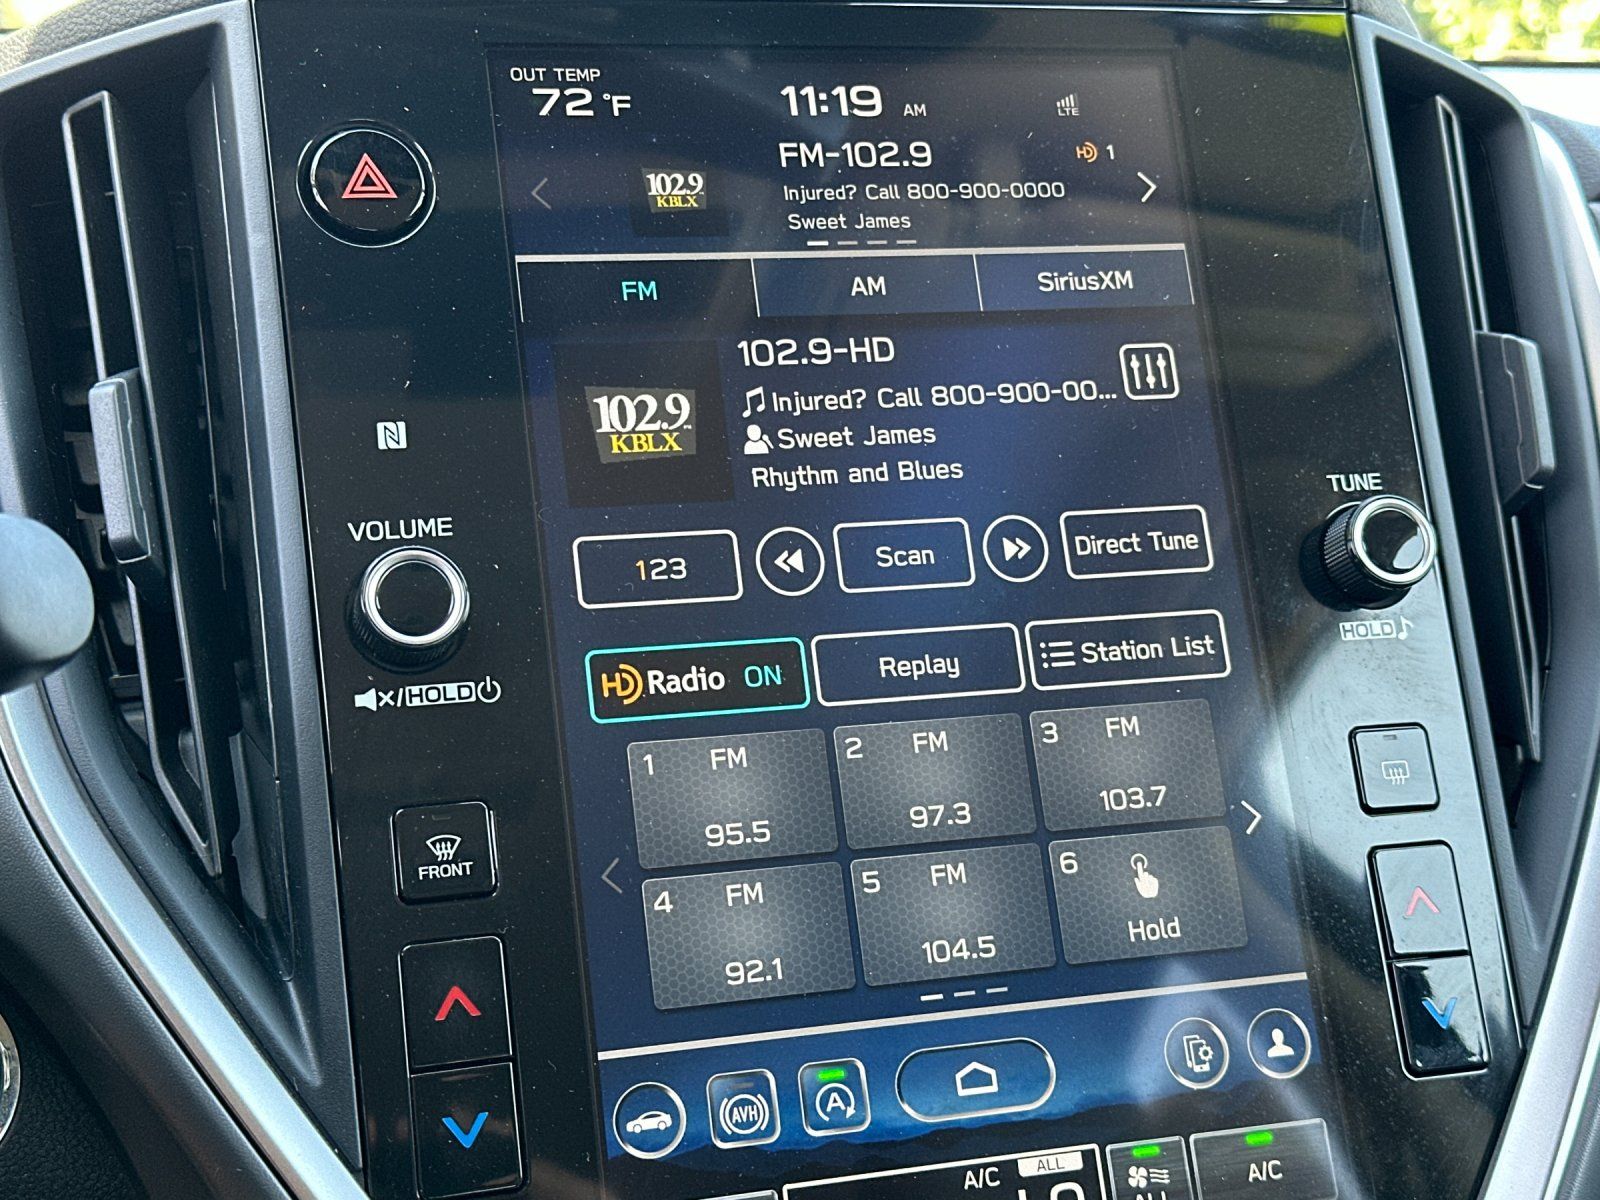 OUT TEMP
72 °F
11:19 AM
LTE
FM-102.9
HD 1
102.9
KBLX
Injured? Call 800-900-0000
Sweet James
FM
AM
SiriusXM
102.9-HD
102.9
KBLX
Injured? Call 800-900-00...
Sweet James
Rhythm and Blues
N
VOLUME
TUNE
123
Scan
Direct Tune
HOLD
HD Radio ON
Replay
Station List
×/HOLD
1 FM
95.5
2 FM
97.3
3 FM
103.7
4 FM
92.1
5 FM
104.5
6
Hold
FRONT
AVH
A
A/C
ALL
ALL
A/C